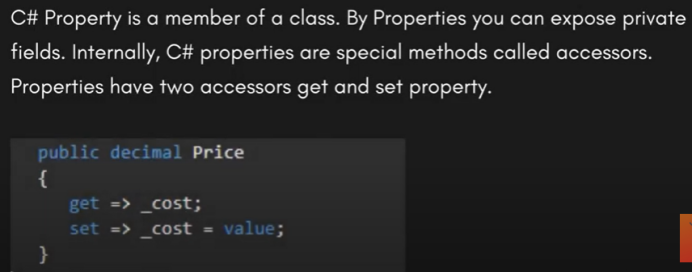 C# Property is a member of a class. By Properties you can expose private
fields. Internally, C# properties are special methods called accessors.
Properties have two accessors get and set property.
public decimal Price
{
get => _cost;
set => _cost = value;
}